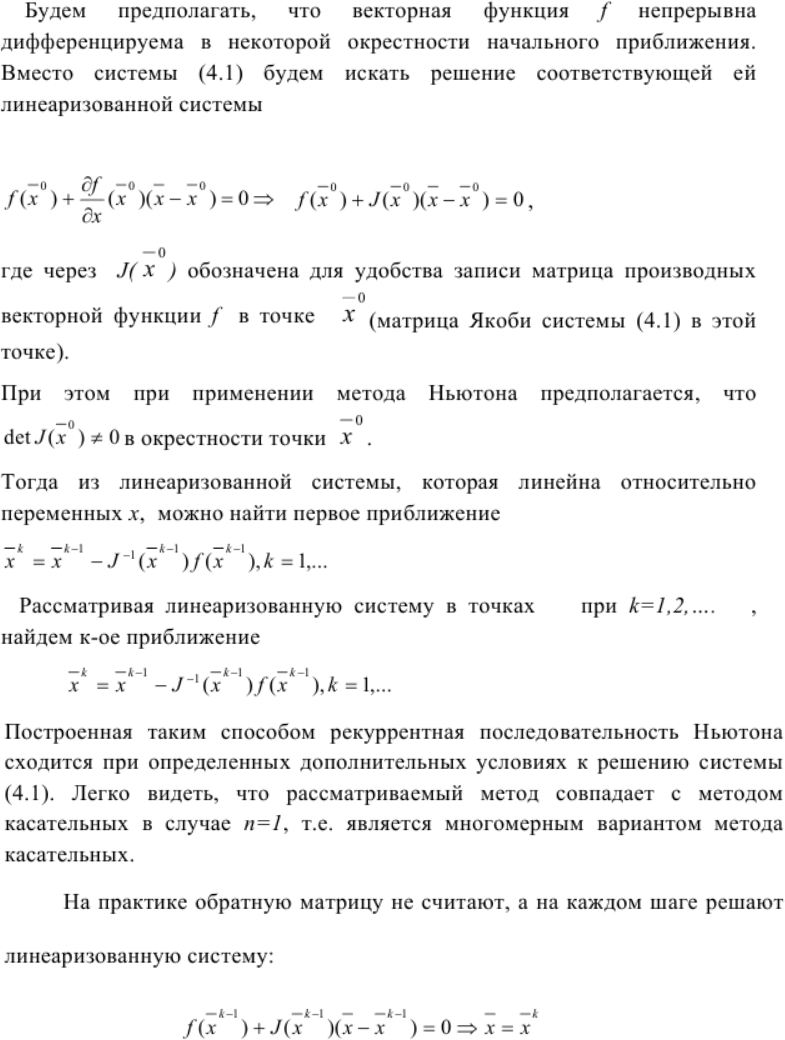 Будем предполагать, что векторная функция f непрерывна
дифференцируема в некоторой окрестности начального приближения.
Вместо системы (4.1) будем искать решение соответствующей ей
линеаризованной системы
f(x̄⁰) + ∂f/∂x (x̄⁰)(x̄ − x̄⁰) = 0 ⇒ f(x̄⁰) + J(x̄⁰)(x̄ − x̄⁰) = 0 ,
где через J( x̄⁰ ) обозначена для удобства записи матрица производных
векторной функции f в точке x̄⁰ (матрица Якоби системы (4.1) в этой
точке).
При этом при применении метода Ньютона предполагается, что
det J(x̄⁰) ≠ 0 в окрестности точки x̄⁰ .
Тогда из линеаризованной системы, которая линейна относительно
переменных x, можно найти первое приближение
x̄ᵏ = x̄ᵏ⁻¹ − J⁻¹(x̄ᵏ⁻¹) f(x̄ᵏ⁻¹), k = 1,...
Рассматривая линеаризованную систему в точках при k=1,2,…. ,
найдем к-ое приближение
x̄ᵏ = x̄ᵏ⁻¹ − J⁻¹(x̄ᵏ⁻¹) f(x̄ᵏ⁻¹), k = 1,...
Построенная таким способом рекуррентная последовательность Ньютона
сходится при определенных дополнительных условиях к решению системы
(4.1). Легко видеть, что рассматриваемый метод совпадает с методом
касательных в случае n=1, т.е. является многомерным вариантом метода
касательных.
На практике обратную матрицу не считают, а на каждом шаге решают
линеаризованную систему:
f(x̄ᵏ⁻¹) + J(x̄ᵏ⁻¹)(x̄ − x̄ᵏ⁻¹) = 0 ⇒ x̄ = x̄ᵏ